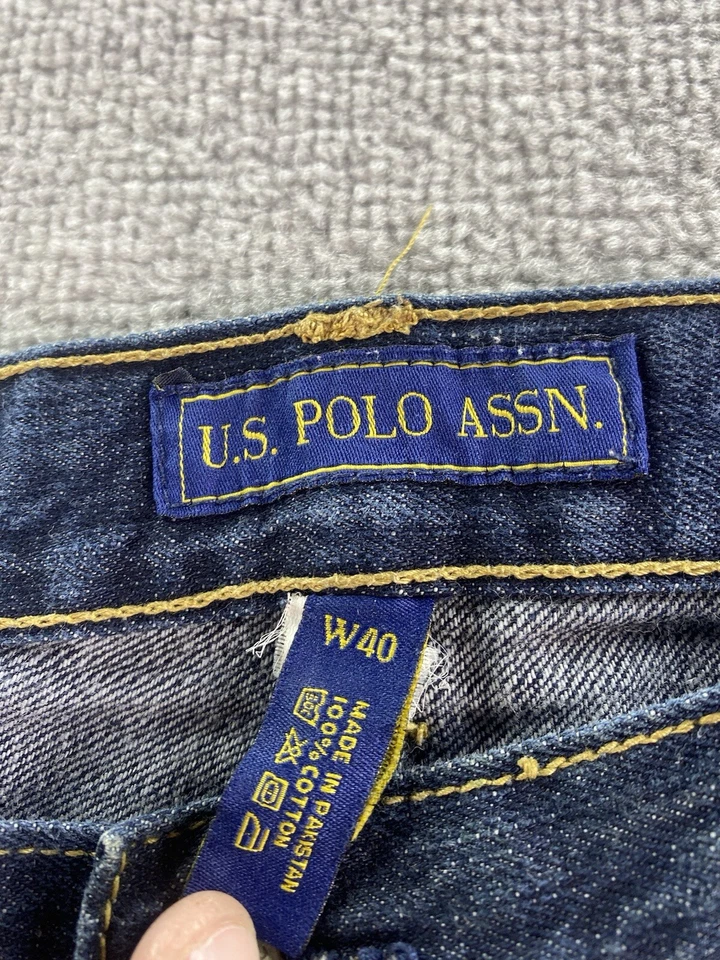 U.S. POLO ASSN.
W40
MADE IN PAKISTAN
100% COTTON